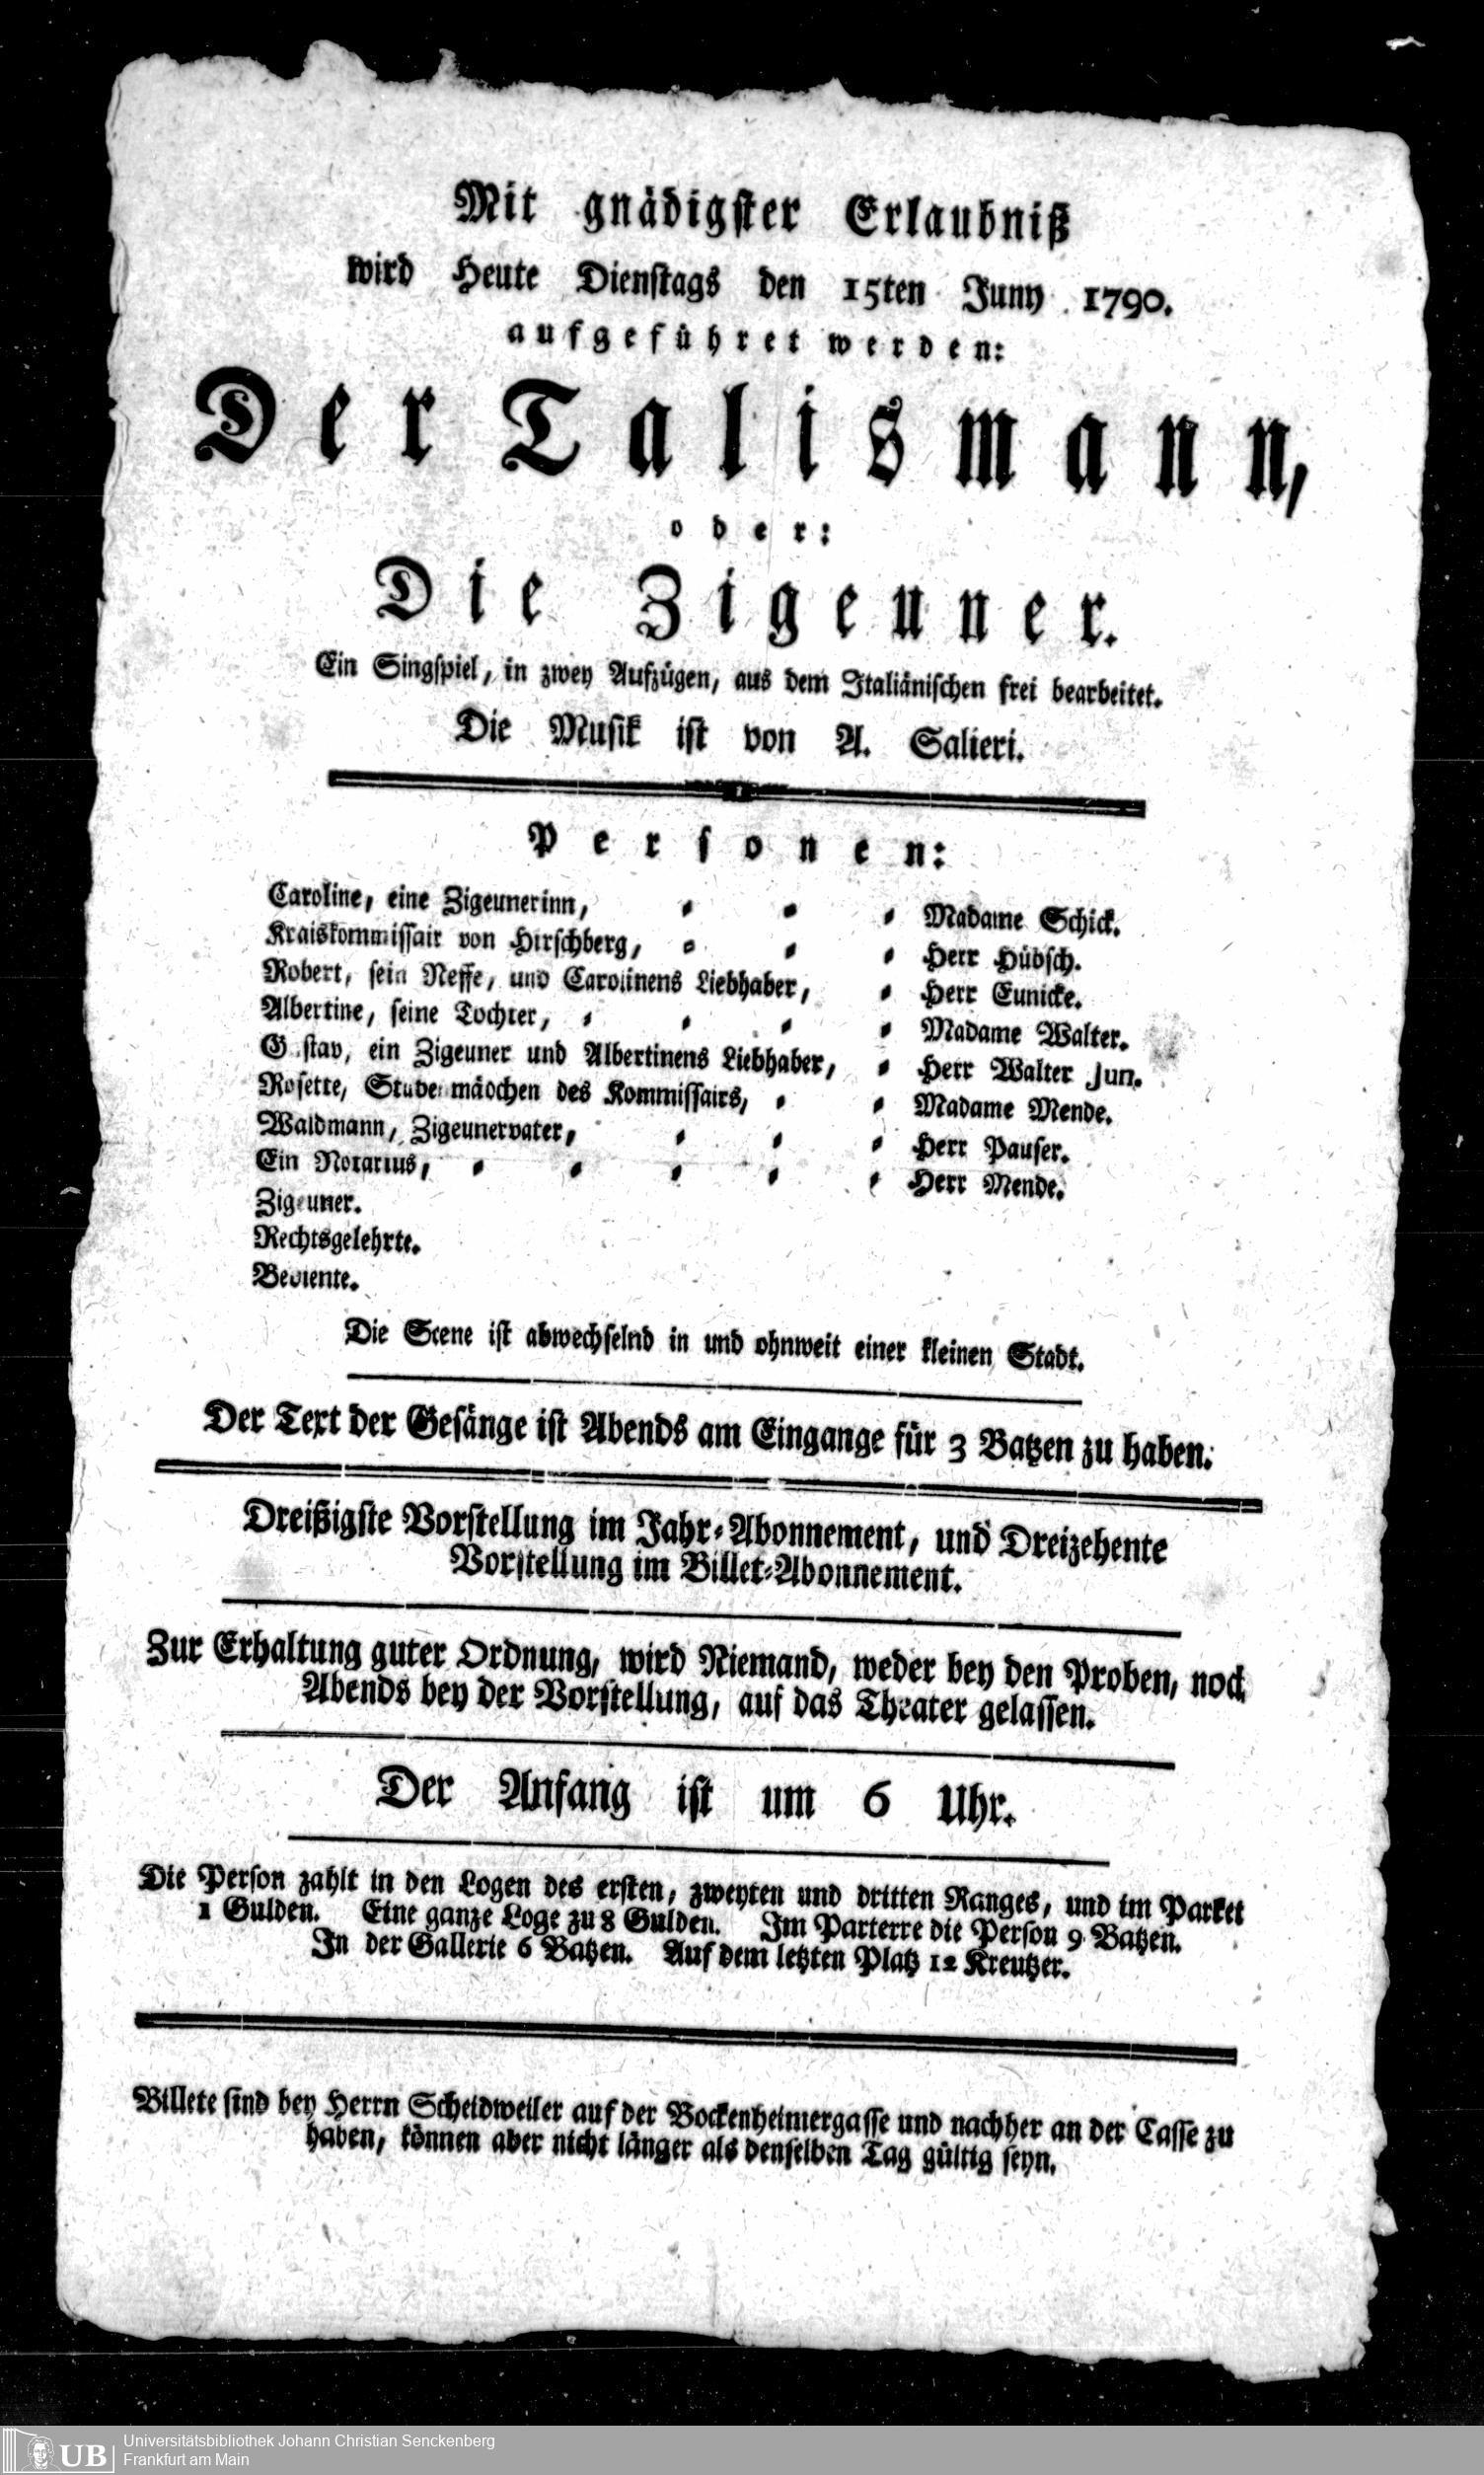 Mit gnädigster Erlaubniß
wird Heute Dienstags den 15ten Juny 1790.
aufgeführet werden:
Der Talismann,
oder:
Die Zigeuner.
Ein Singspiel, in zwey Aufzügen, aus dem Italiänischen frei bearbeitet.
Die Musik ist von A. Salieri.
Personen:
Caroline, eine Zigeunerinn, Madame Schick.
Kraiskommissair von Hirschberg, Herr Hübsch.
Robert, sein Neffe, und Carolinens Liebhaber, Herr Eunicke.
Albertine, seine Tochter, Madame Walter.
G stav, ein Zigeuner und Albertinens Liebhaber, Herr Walter Jun.
Rosette, Stubenmädchen des Kommissairs, Madame Mende.
Waldmann, Zigeunervater, Herr Pauser.
Ein Notarius, Herr Mende.
Zigeuner.
Rechtsgelehrte.
Bediente.
Die Scene ist abwechselnd in und ohnweit einer kleinen Stadt.
Der Text der Gesänge ist Abends am Eingange für 3 Batzen zu haben.
Dreißigste Vorstellung im Jahr-Abonnement, und Dreizehente
Vorstellung im Billet-Abonnement.
Zur Erhaltung guter Ordnung, wird Niemand, weder bey den Proben, noch
Abends bey der Vorstellung, auf das Theater gelassen.
Der Anfang ist um 6 Uhr.
Die Person zahlt in den Logen des ersten, zweyten und dritten Ranges, und im Parket
1 Gulden. Eine ganze Loge zu 8 Gulden. Im Parterre die Person 9 Batzen.
In der Gallerie 6 Batzen. Auf dem letzten Platz 12 Kreutzer.
Billete sind bey Herrn Scheidweiler auf der Bockenheimergasse und nachher an der Casse zu
haben, können aber nicht länger als denselben Tag gültig seyn.
UB Universitätsbibliothek Johann Christian Senckenberg
Frankfurt am Main